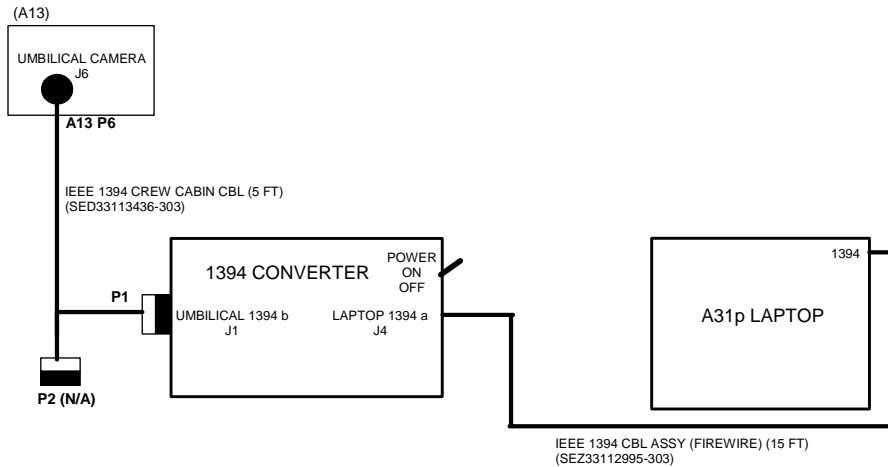 (A13)
UMBILICAL CAMERA
J6
A13 P6
IEEE 1394 CREW CABIN CBL (5 FT)
(SED33113436-303)
P1
P2 (N/A)
1394 CONVERTER
POWER
ON
OFF
UMBILICAL 1394 b
J1
LAPTOP 1394 a
J4
1394
A31p LAPTOP
IEEE 1394 CBL ASSY (FIREWIRE) (15 FT)
(SEZ33112995-303)